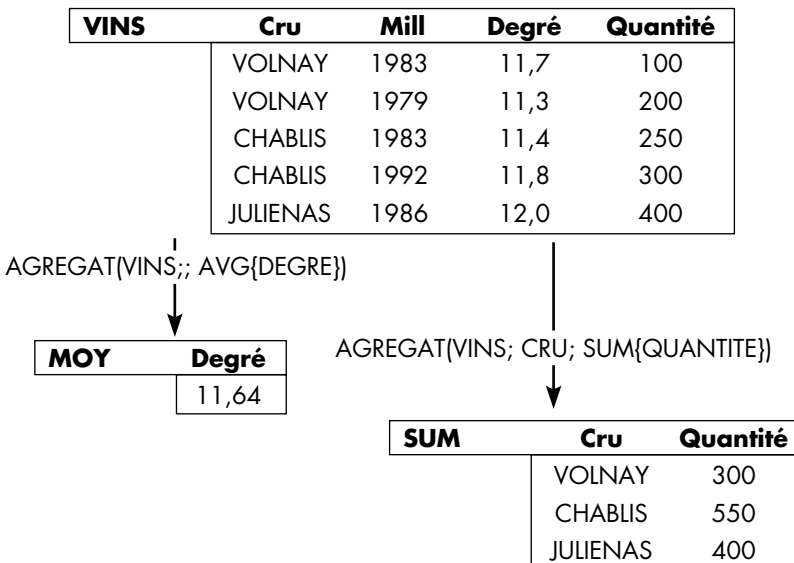 VINS Cru Mill Degré Quantité
VOLNAY 1983 11,7 100
VOLNAY 1979 11,3 200
CHABLIS 1983 11,4 250
CHABLIS 1992 11,8 300
JULIENAS 1986 12,0 400
AGREGAT(VINS;; AVG{DEGRE})
MOY Degré
11,64
AGREGAT(VINS; CRU; SUM{QUANTITE})
SUM Cru Quantité
VOLNAY 300
CHABLIS 550
JULIENAS 400